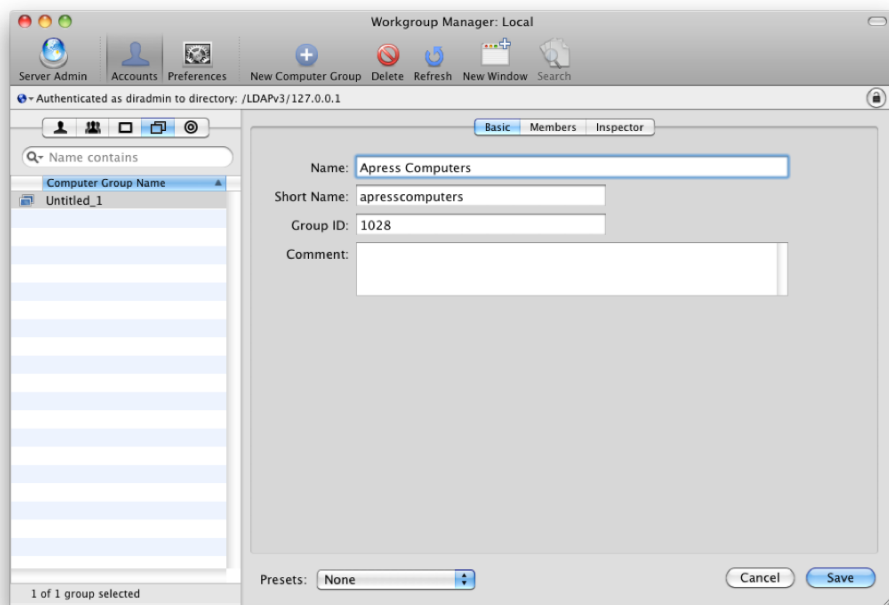 Workgroup Manager: Local
Server Admin Accounts Preferences New Computer Group Delete Refresh New Window Search
Authenticated as diradmin to directory: /LDAPv3/127.0.0.1
Basic Members Inspector
Name contains
Computer Group Name
Untitled_1
Name: Apress Computers
Short Name: apresscomputers
Group ID: 1028
Comment:
Presets: None
Cancel Save
1 of 1 group selected